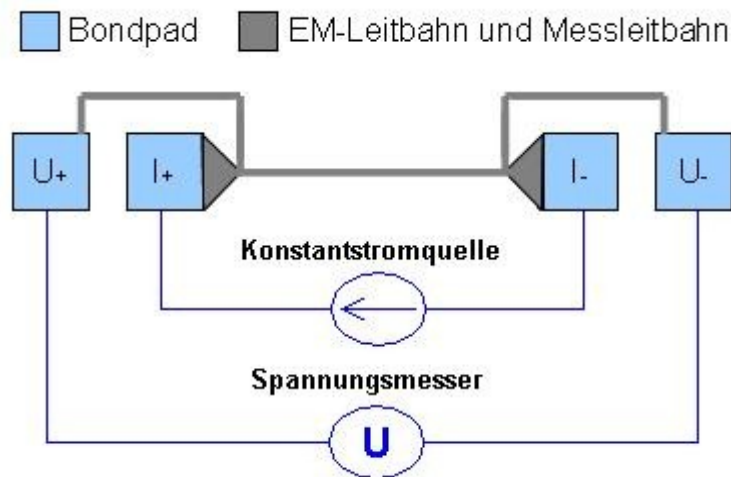 Bondpad EM-Leitbahn und Messleitbahn
U+ I+ I- U-
Konstantstromquelle
Spannungsmesser
U